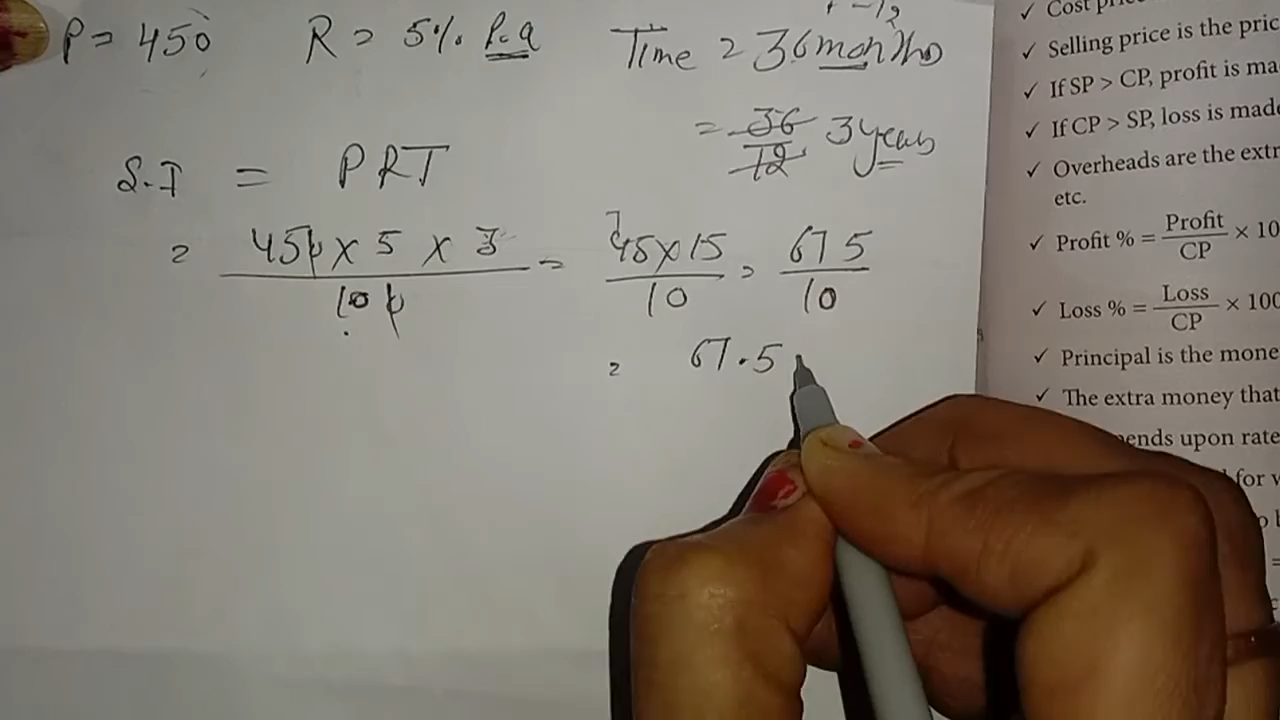 P = 450 R = 5% P.a Time = 36 months
= 36/12 3 years
S.I = PRT
= 450 x 5 x 3 / 100 = 45 x 15 / 10 = 675 / 10
= 67.5
✓ Cost
✓ Selling price is the pric
✓ If SP > CP, profit is ma
✓ If CP > SP, loss is made
✓ Overheads are the extr
etc.
✓ Profit % = Profit/CP × 10
✓ Loss % = Loss/CP × 100
✓ Principal is the mone
✓ The extra money that
ends upon rate
for